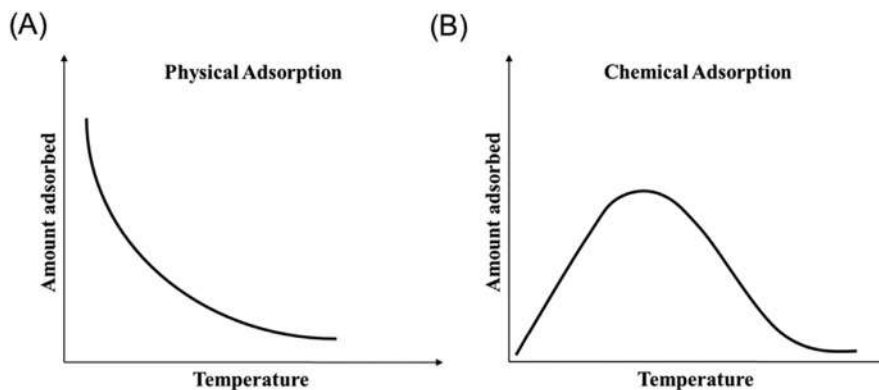 (A)
Physical Adsorption
Amount adsorbed
Temperature
(B)
Chemical Adsorption
Amount adsorbed
Temperature